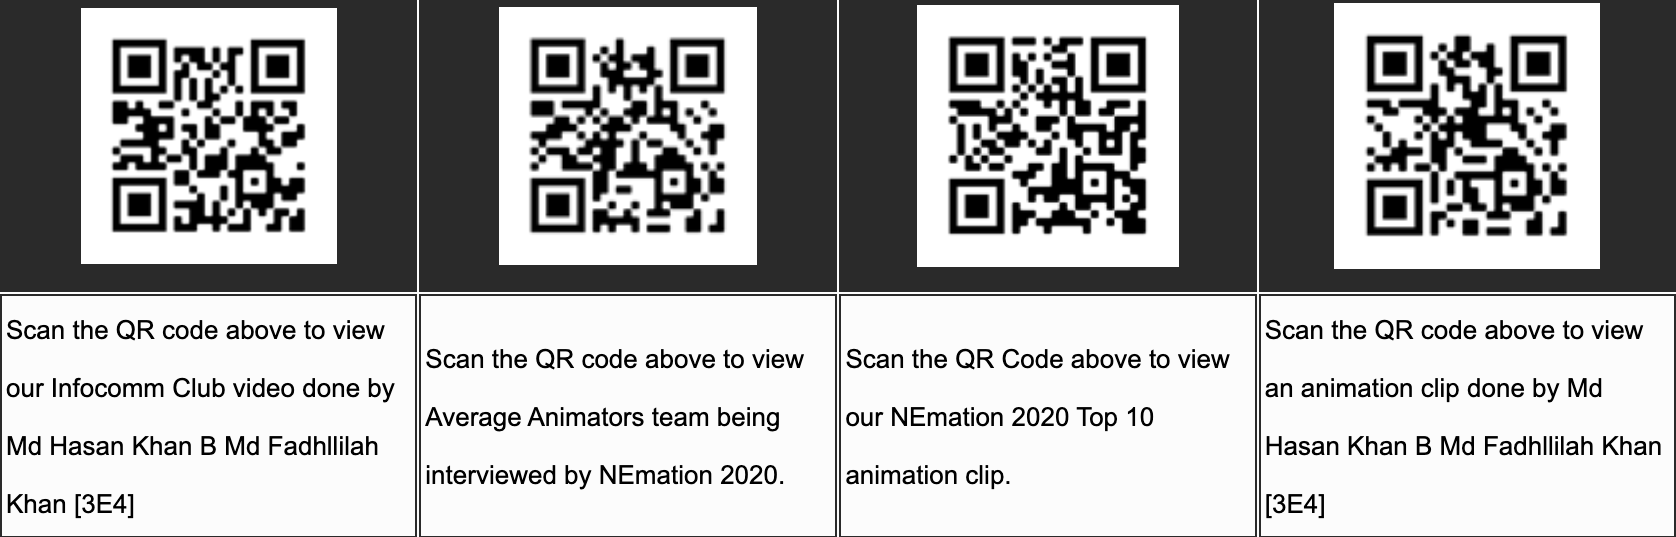 Scan the QR code above to view
our Infocomm Club video done by
Md Hasan Khan B Md Fadhllilah
Khan [3E4]
Scan the QR code above to view
Average Animators team being
interviewed by NEmation 2020.
Scan the QR Code above to view
our NEmation 2020 Top 10
animation clip.
Scan the QR code above to view
an animation clip done by Md
Hasan Khan B Md Fadhllilah Khan
[3E4]